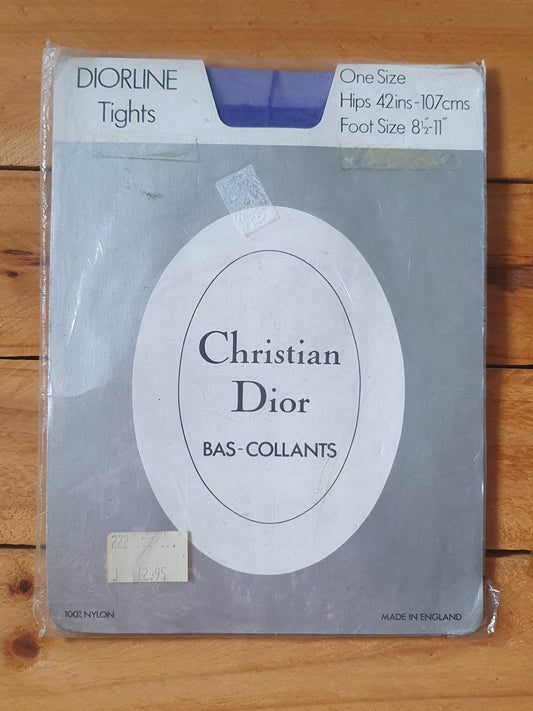 DIORLINE
Tights
One Size
Hips 42ins-107cms
Foot Size 8½"-11"
Christian
Dior
BAS-COLLANTS
222
J 12.95
100% NYLON
MADE IN ENGLAND